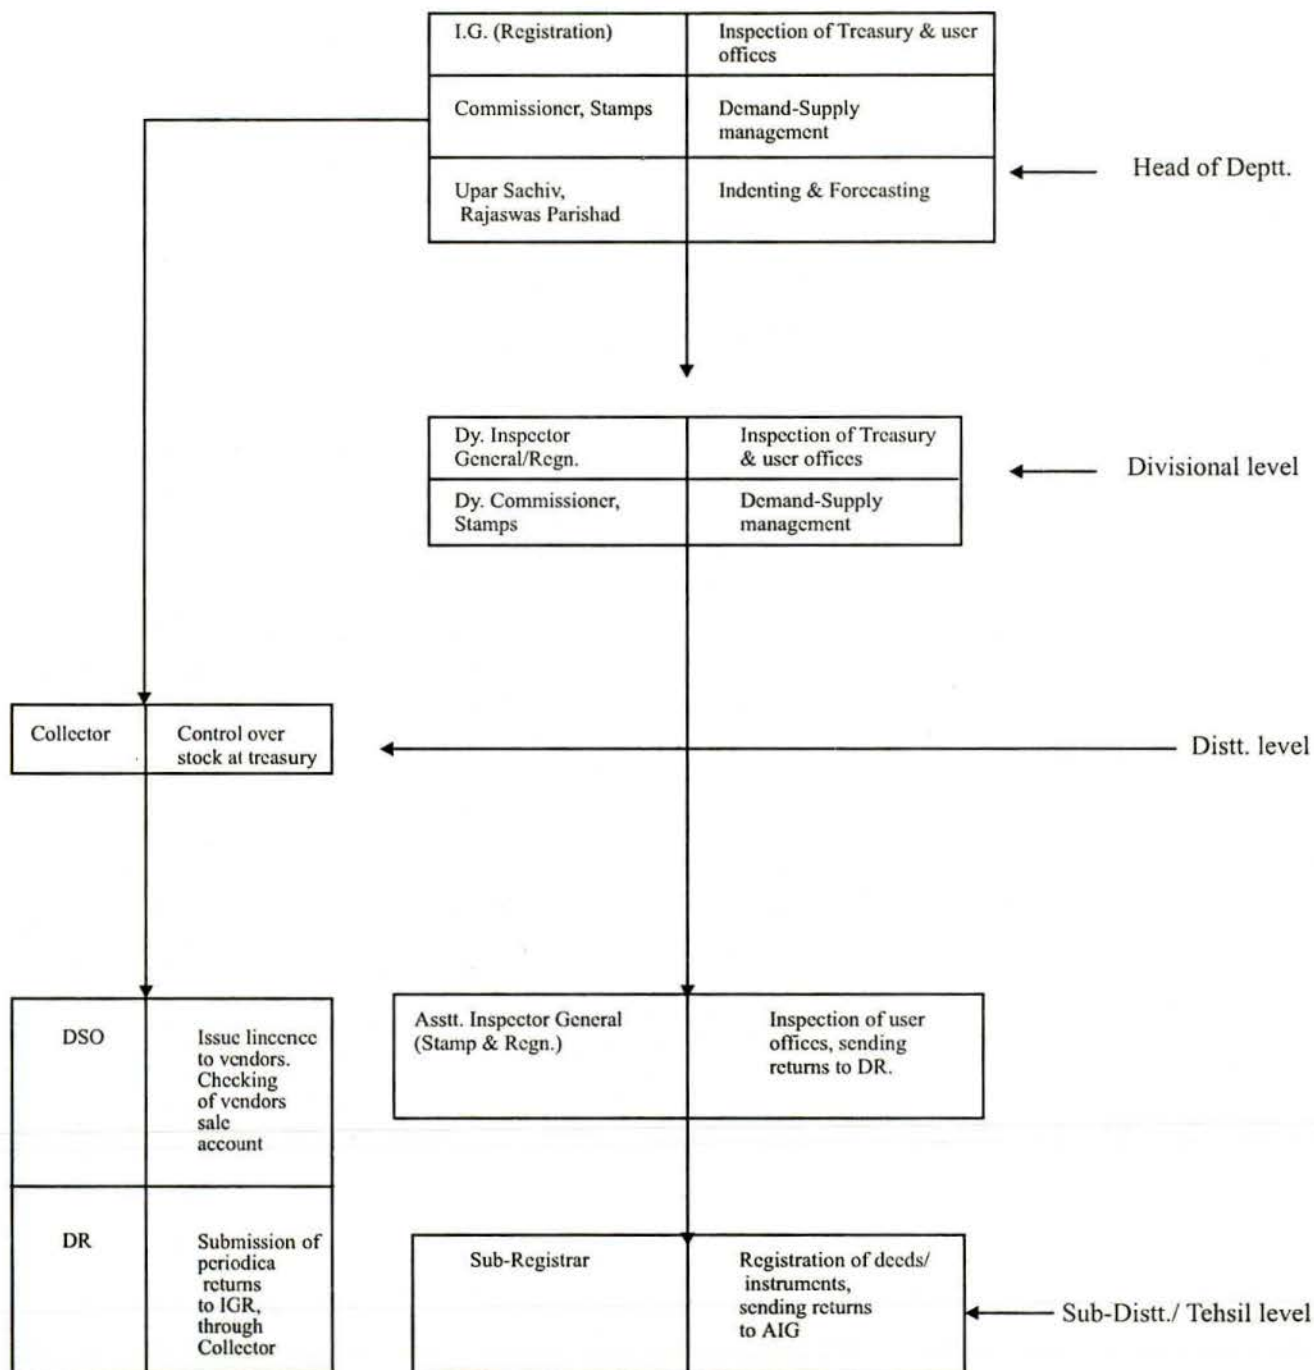 I.G. (Registration)
Inspection of Treasury & user
offices
Commissioner, Stamps
Demand-Supply
management
Upar Sachiv,
Rajaswas Parishad
Indenting & Forecasting
Head of Deptt.
Dy. Inspector
General/Regn.
Inspection of Treasury
& user offices
Dy. Commissioner,
Stamps
Demand-Supply
management
Divisional level
Collector
Control over
stock at treasury
Distt. level
DSO
Issue lincence
to vendors.
Checking
of vendors
sale
account
Asstt. Inspector General
(Stamp & Regn.)
Inspection of user
offices, sending
returns to DR.
DR
Submission of
periodica
returns
to IGR,
through
Collector
Sub-Registrar
Registration of deeds/
instruments,
sending returns
to AIG
Sub-Distt./ Tehsil level